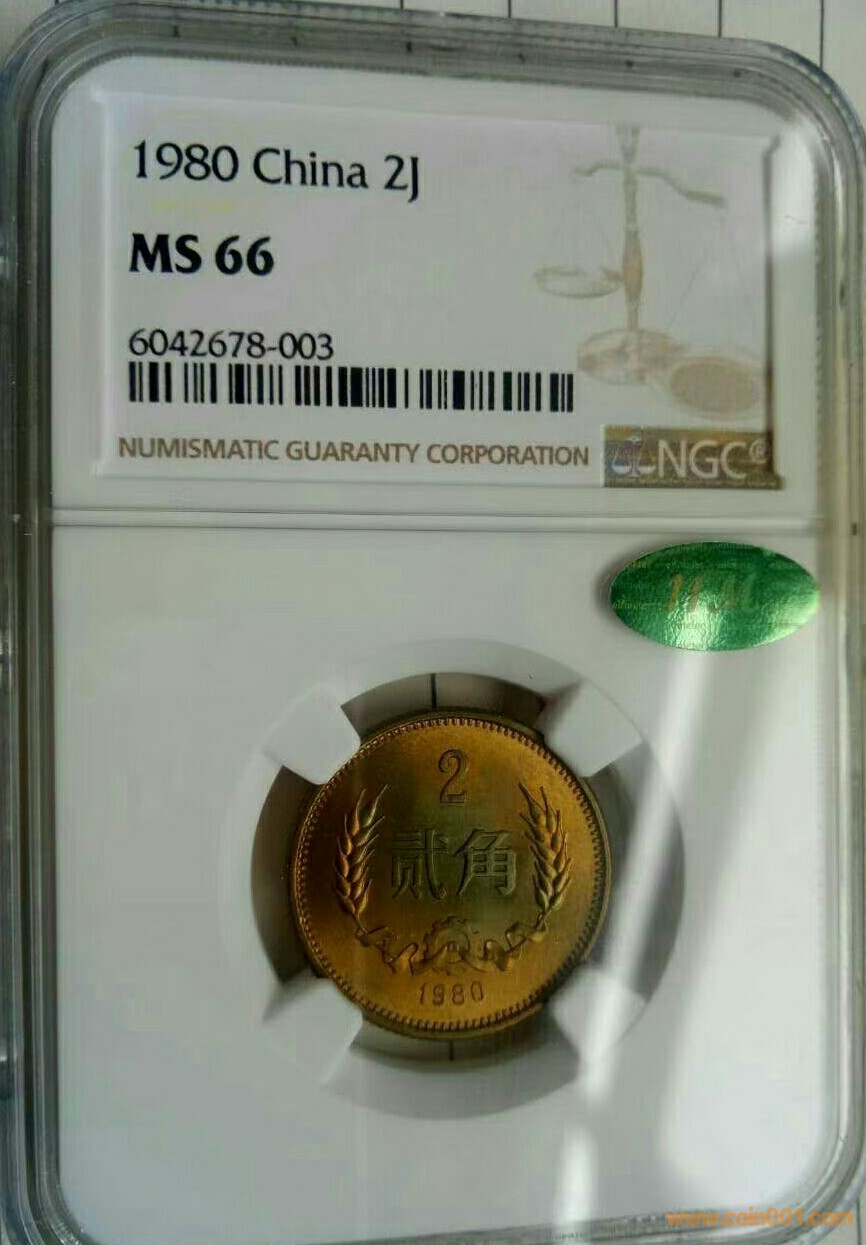 1980 China 2J
MS 66
6042678-003
NUMISMATIC GUARANTY CORPORATION
NGC®
2
贰角
1980
www.coin001.com